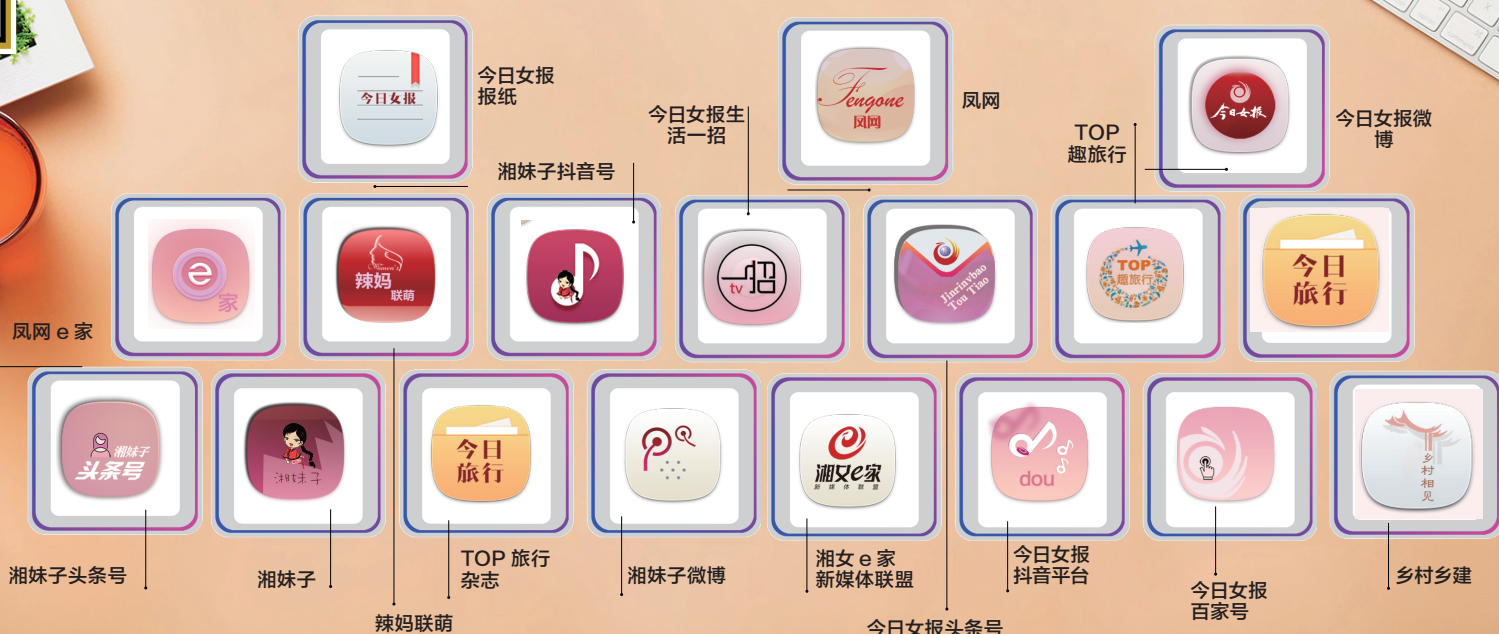 今日女报
今日女报
报纸
今日女报生
活一招
Fengone
凤网
凤网
TOP
趣旅行
今日女报
今日女报微
博
湘妹子抖音号
凤网 e 家
e
家
Women's
辣妈
联萌
一招
tv
Jinrinvbao
Tou Tiao
TOP
趣旅行
今日
旅行
湘妹子
头条号
湘妹子
今日
旅行
湘女e家
新媒体联盟
dou
乡
村
相
见
湘妹子头条号
湘妹子
辣妈联萌
TOP 旅行
杂志
湘妹子微博
湘女 e 家
新媒体联盟
今日女报头条号
今日女报
抖音平台
今日女报
百家号
乡村乡建